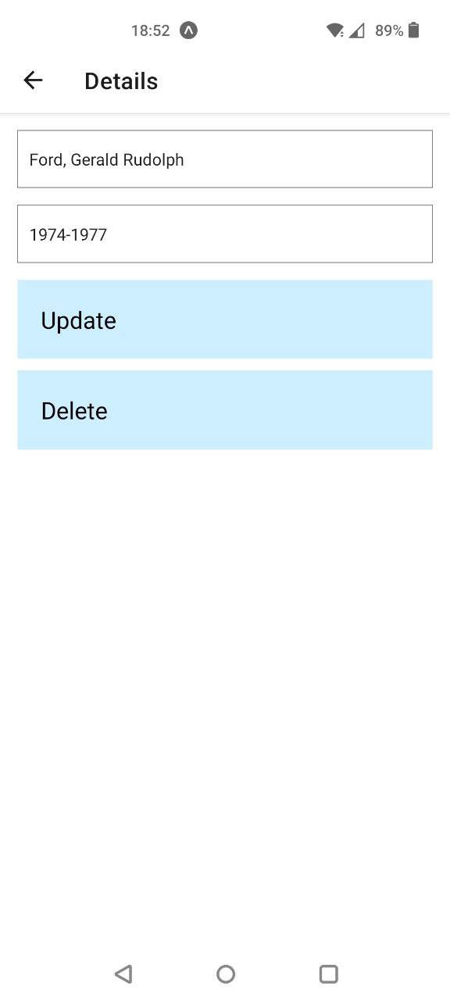 18:52 89%
Details
Ford, Gerald Rudolph
1974-1977
Update
Delete